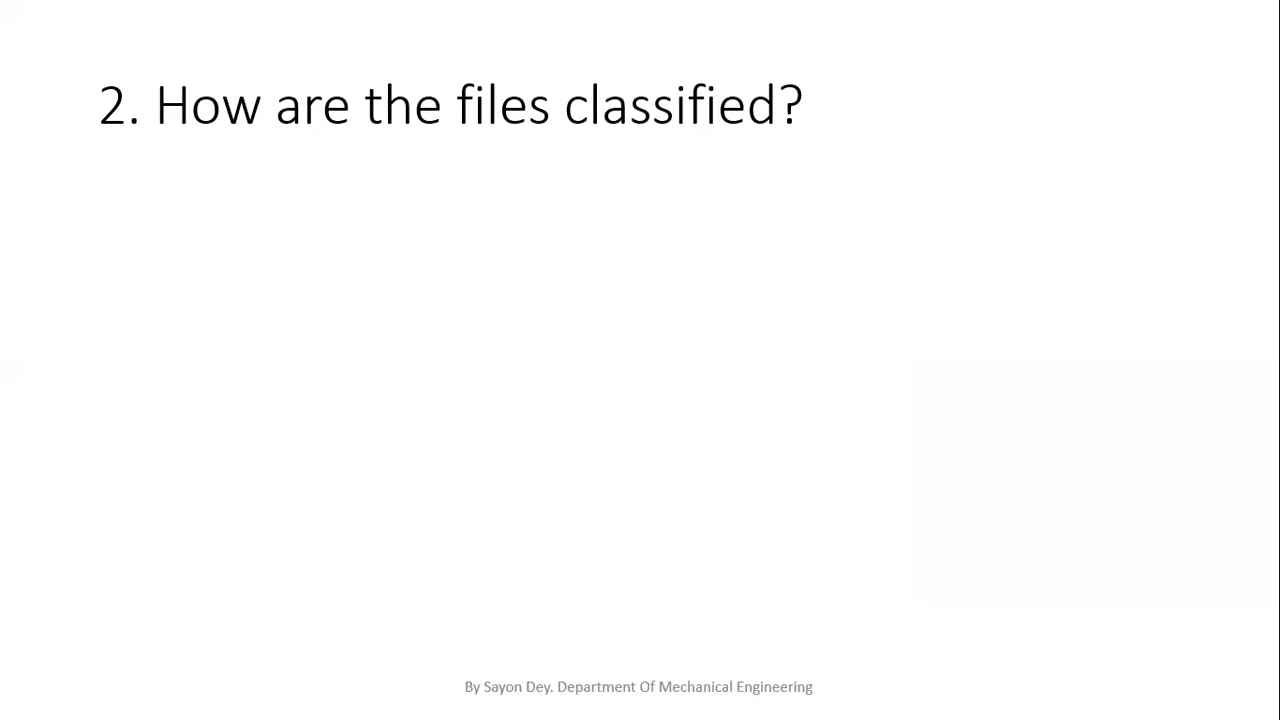 2. How are the files classified?
By Sayon Dey. Department Of Mechanical Engineering